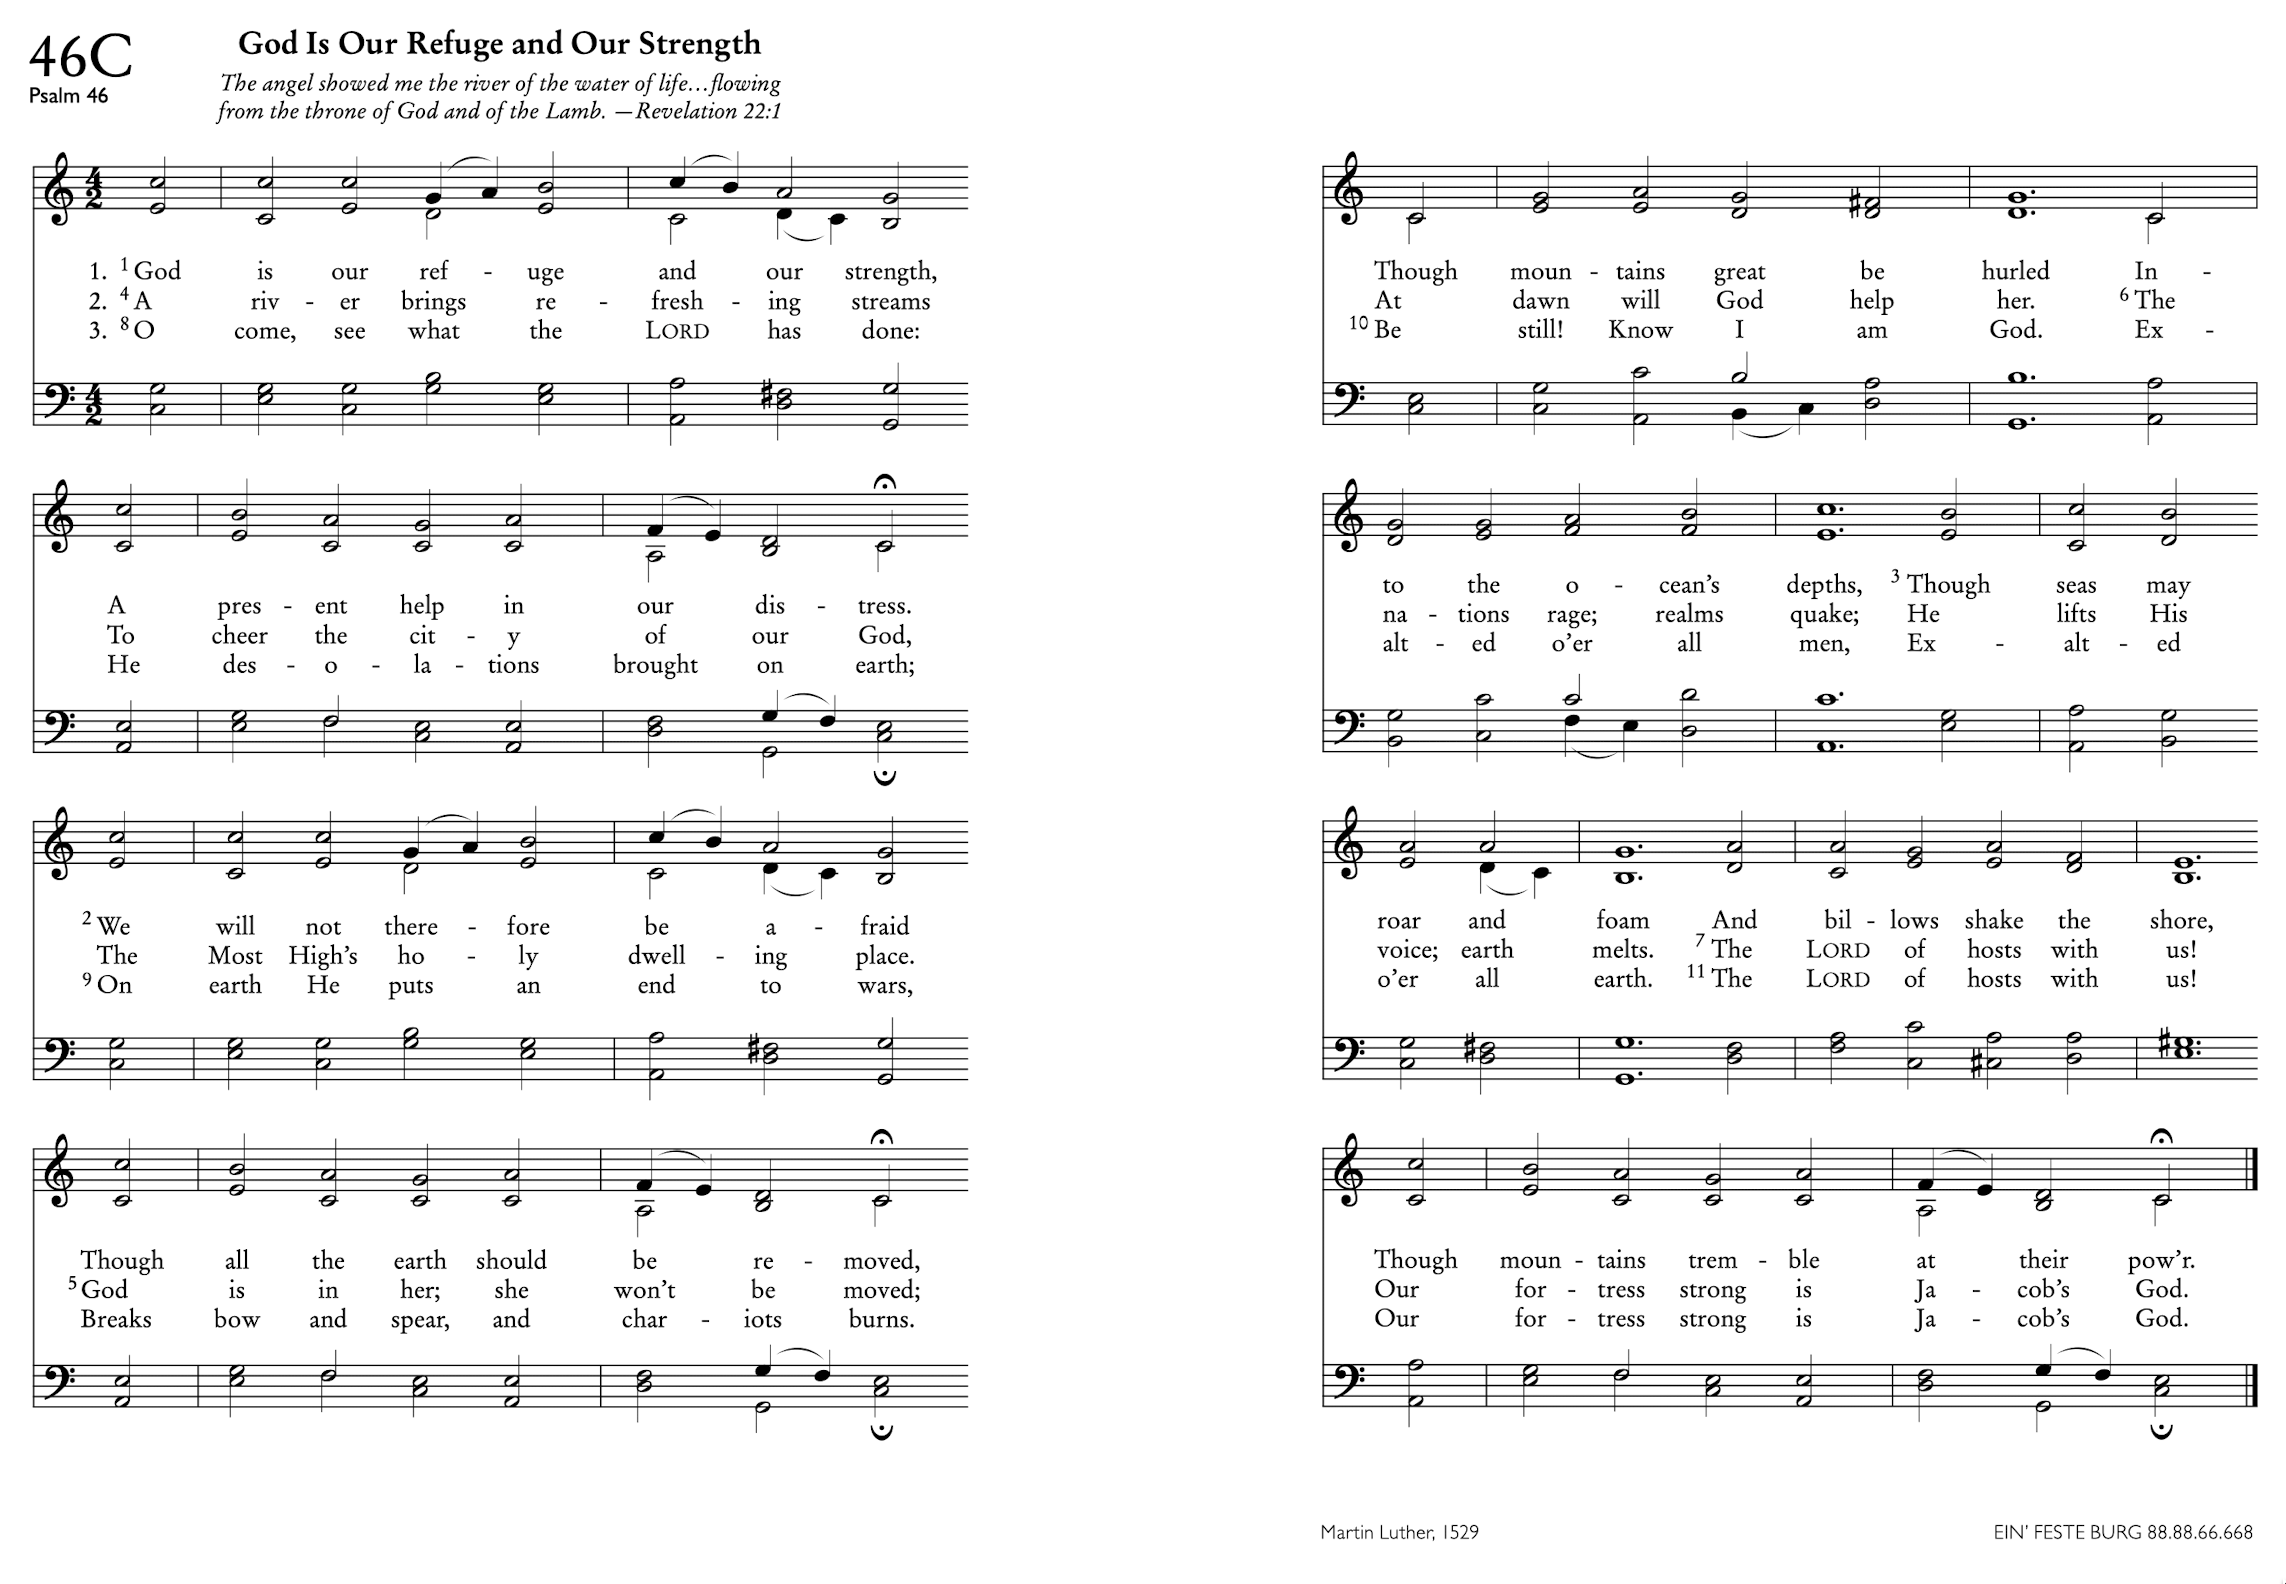 46C
Psalm 46
God Is Our Refuge and Our Strength
The angel showed me the river of the water of life…flowing
from the throne of God and of the Lamb. —Revelation 22:1
1. ¹ God is our ref - uge and our strength,
2. ⁴ A riv - er brings re - fresh - ing streams
3. ⁸ O come, see what the LORD has done:
A pres - ent help in our dis - tress.
To cheer the cit - y of our God,
He des - o - la - tions brought on earth;
² We will not there - fore be a - fraid
The Most High’s ho - ly dwell - ing place.
⁹ On earth He puts an end to wars,
Though all the earth should be re - moved,
⁵ God is in her; she won’t be moved;
Breaks bow and spear, and char - iots burns.
Though moun - tains great be hurled In -
At dawn will God help her. ⁶ The
¹⁰ Be still! Know I am God. Ex -
to the o - cean’s depths, ³ Though seas may
na - tions rage; realms quake; He lifts His
alt - ed o’er all men, Ex - alt - ed
roar and foam And bil - lows shake the shore,
voice; earth melts. ⁷ The LORD of hosts with us!
o’er all earth. ¹¹ The LORD of hosts with us!
Though moun - tains trem - ble at their pow’r.
Our for - tress strong is Ja - cob’s God.
Our for - tress strong is Ja - cob’s God.
Martin Luther, 1529
EIN' FESTE BURG 88.88.66.668